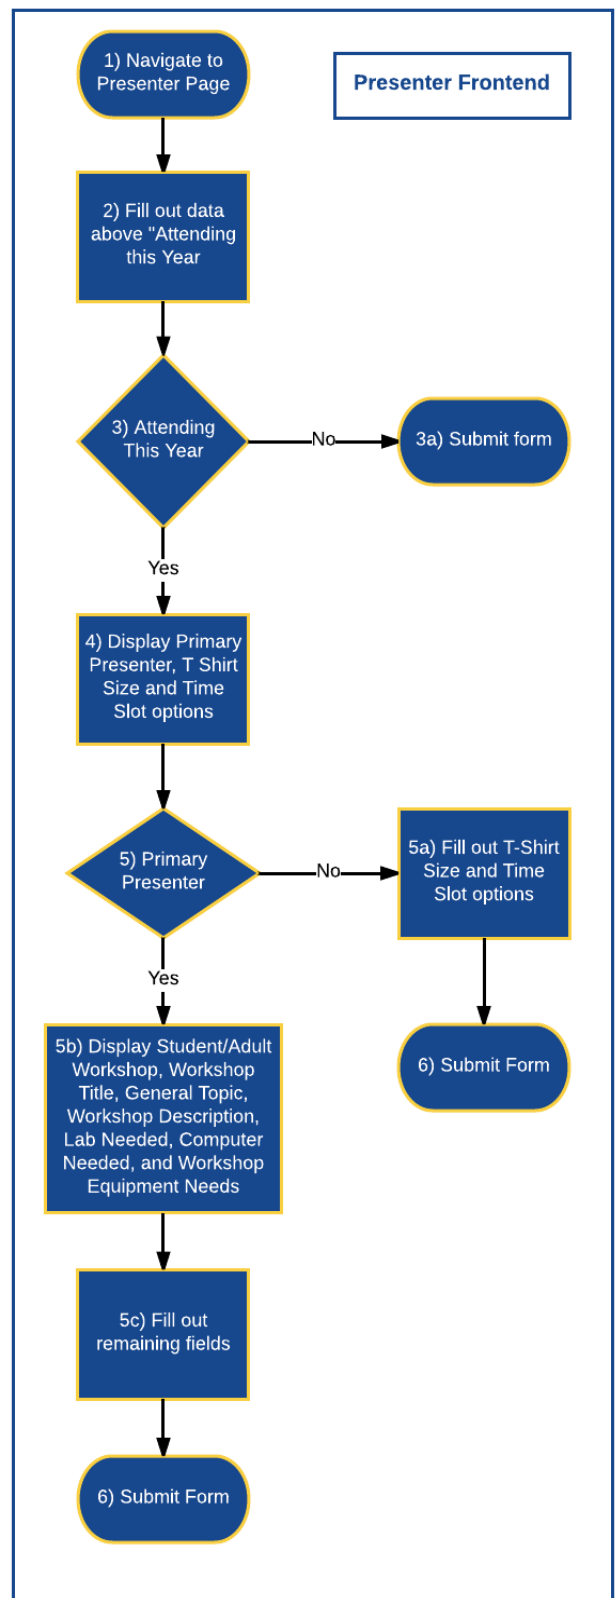 1) Navigate to
Presenter Page
Presenter Frontend
2) Fill out data
above "Attending
this Year
3) Attending
This Year
No
3a) Submit form
Yes
4) Display Primary
Presenter, T Shirt
Size and Time
Slot options
5) Primary
Presenter
No
5a) Fill out T-Shirt
Size and Time
Slot options
Yes
5b) Display Student/Adult
Workshop, Workshop
Title, General Topic,
Workshop Description,
Lab Needed, Computer
Needed, and Workshop
Equipment Needs
6) Submit Form
5c) Fill out
remaining fields
6) Submit Form